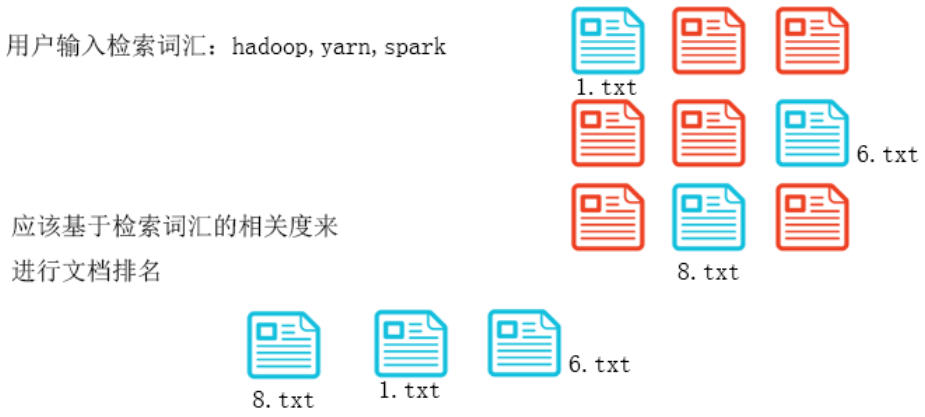 用户输入检索词汇：hadoop,yarn,spark
1.txt
6.txt
应该基于检索词汇的相关度来
进行文档排名
8.txt
8.txt
1.txt
6.txt